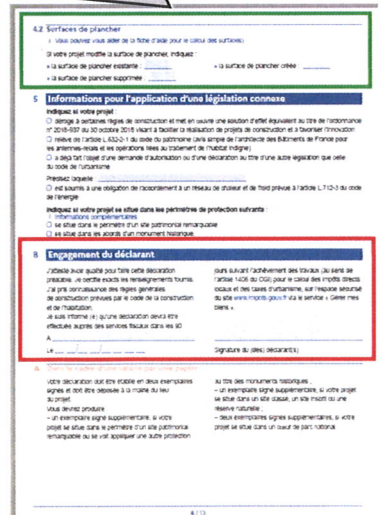 4.2 Surfaces de plancher
i Vous pouvez vous aider de la fiche d'aide pour le calcul des surfaces)
Si votre projet modifie la surface de plancher, indiquez :
• la surface de plancher existante :
• la surface de plancher créée :
• la surface de plancher supprimée :
5 Informations pour l'application d'une législation connexe
Indiquez si votre projet :
déroge à certaines règles de construction et met en œuvre une solution d'effet équivalent au titre de l'ordonnance
n° 2018-937 du 30 octobre 2018 visant à faciliter la réalisation de projets de construction et à favoriser l'innovation
relève de l'article L.632-2-1 du code du patrimoine (avis simple de l'architecte des Bâtiments de France pour
les antennes-relais et les opérations liées au traitement de l'habitat indigne)
a déjà fait l'objet d'une demande d'autorisation ou d'une déclaration au titre d'une autre législation que celle
du code de l'urbanisme
Précisez laquelle :
est soumis à une obligation de raccordement à un réseau de chaleur et de froid prévue à l'article L.712-3 du code
de l'énergie
Indiquez si votre projet se situe dans les périmètres de protection suivants :
i Informations complémentaires
se situe dans le périmètre d'un site patrimonial remarquable
se situe dans les abords d'un monument historique
8 Engagement du déclarant
J'atteste avoir qualité pour faire cette déclaration
préalable. Je certifie exacts les renseignements fournis.
J'ai pris connaissance des règles générales
de construction prévues par le code de la construction
et de l'habitation.
Je suis informé (e) qu'une déclaration devra être
effectuée auprès des services fiscaux dans les 90
jours suivant l'achèvement des travaux (au sens de
l'article 1406 du CGI) pour le calcul des impôts directs
locaux et des taxes d'urbanisme, sur l'espace sécurisé
du site www.impots.gouv.fr via le service « Gérer mes
biens ».
À
Le
Signature du (des) déclarant(s)
Votre déclaration doit être établie en deux exemplaires
signés et doit être déposée à la mairie du lieu
du projet.
Vous devrez produire :
– un exemplaire signé supplémentaire, si votre
projet se situe dans le périmètre d'un site patrimonial
remarquable ou se voit appliquer une autre protection
au titre des monuments historiques ;
– un exemplaire signé supplémentaire, si votre projet
se situe dans un site classé, un site inscrit ou une
réserve naturelle ;
– deux exemplaires signés supplémentaires, si votre
projet se situe dans un cœur de parc national.